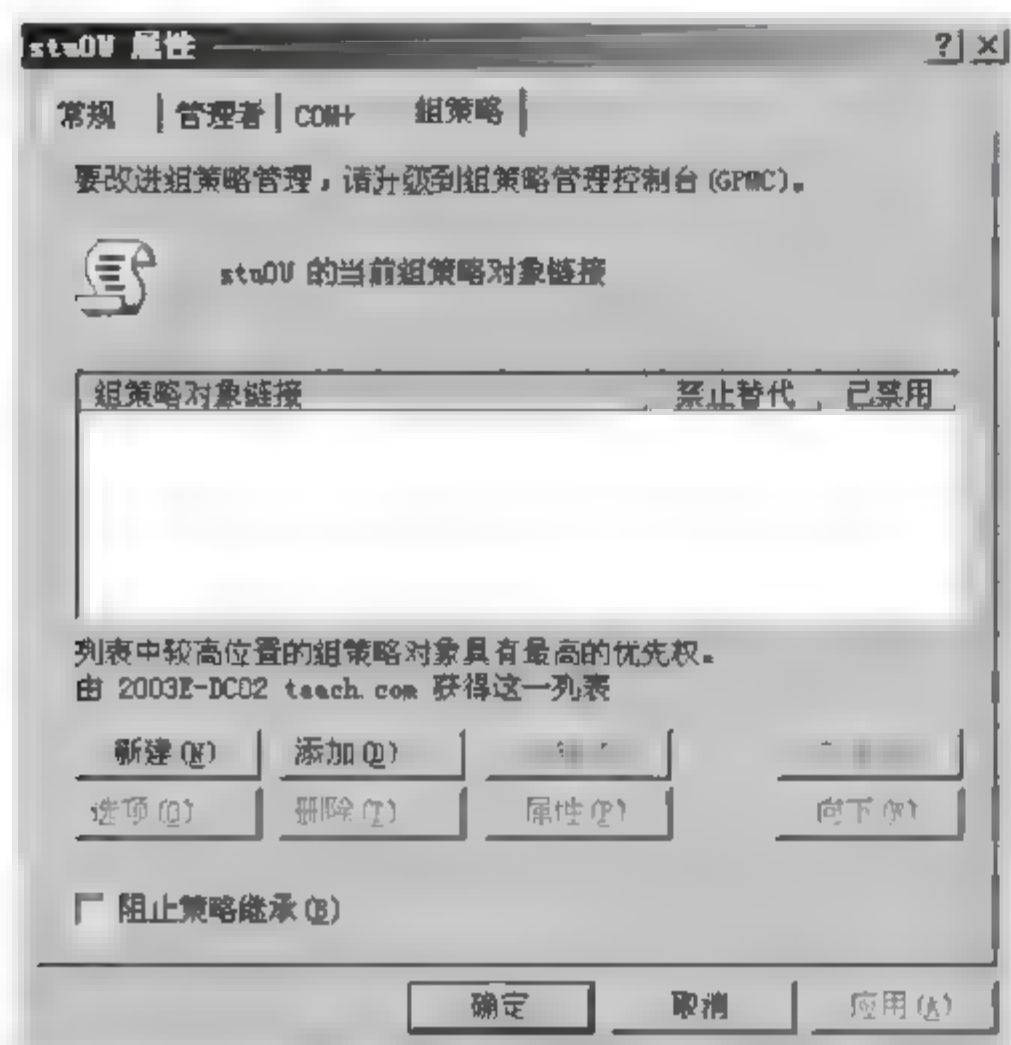 stuOU 属性
常规 管理者 COM+ 组策略
要改进组策略管理，请升级到组策略管理控制台(GPMC)。
stuOU 的当前组策略对象链接
组策略对象链接 禁止替代 已禁用
列表中较高位置的组策略对象具有最高的优先权。
由 2003E-DC02 teach.com 获得这一列表
新建(N) 添加(D)
选项(O) 删除(T) 属性(P) 向下(W)
阻止策略继承(B)
确定 取消 应用(A)